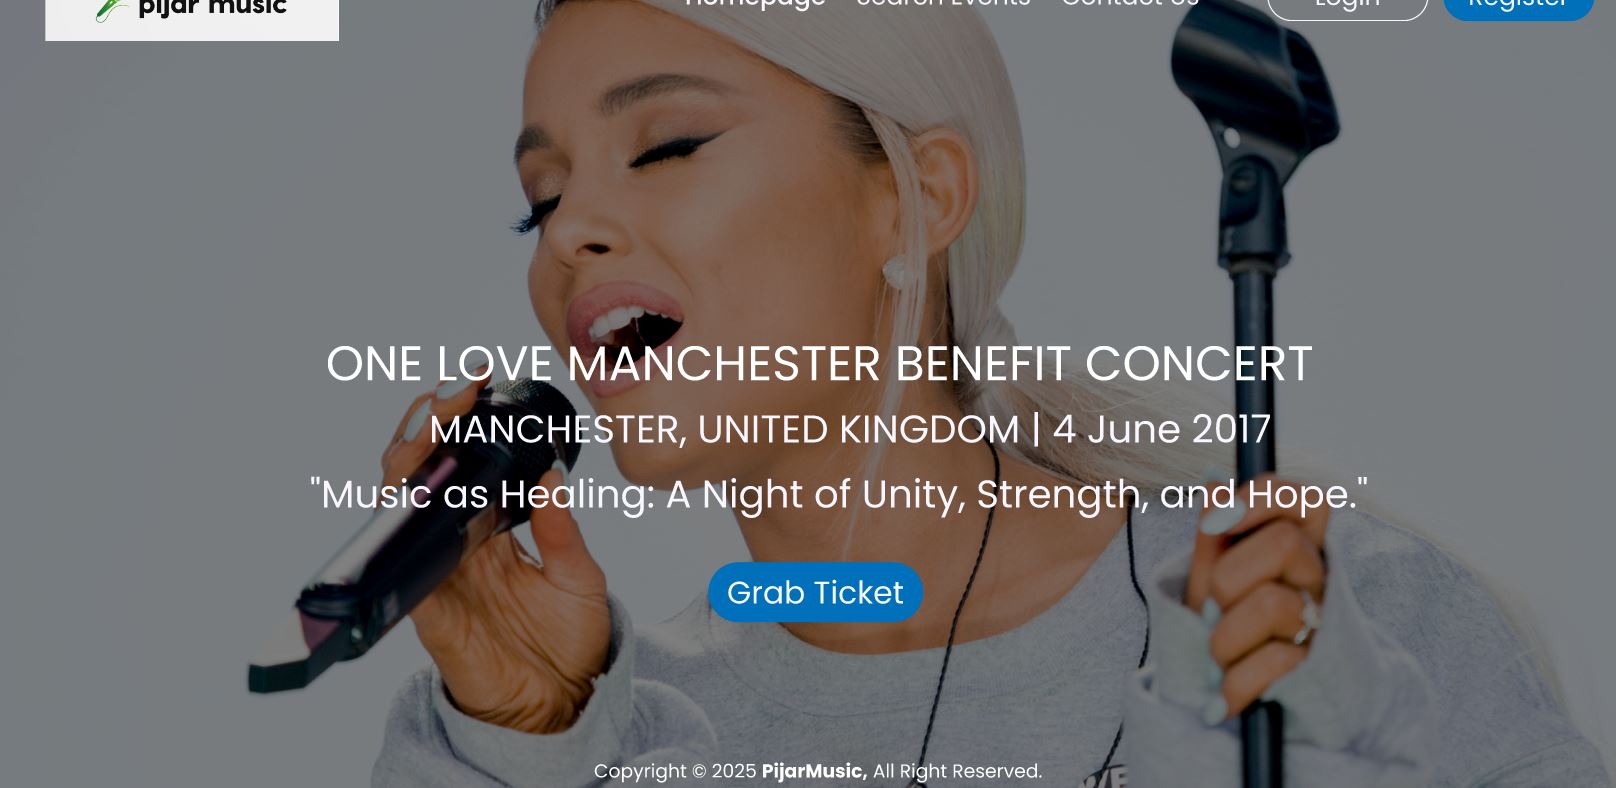 pijar music
Homepage Search Events Contact Us Login Register
ONE LOVE MANCHESTER BENEFIT CONCERT
MANCHESTER, UNITED KINGDOM | 4 June 2017
"Music as Healing: A Night of Unity, Strength, and Hope."
Grab Ticket
Copyright © 2025 PijarMusic, All Right Reserved.